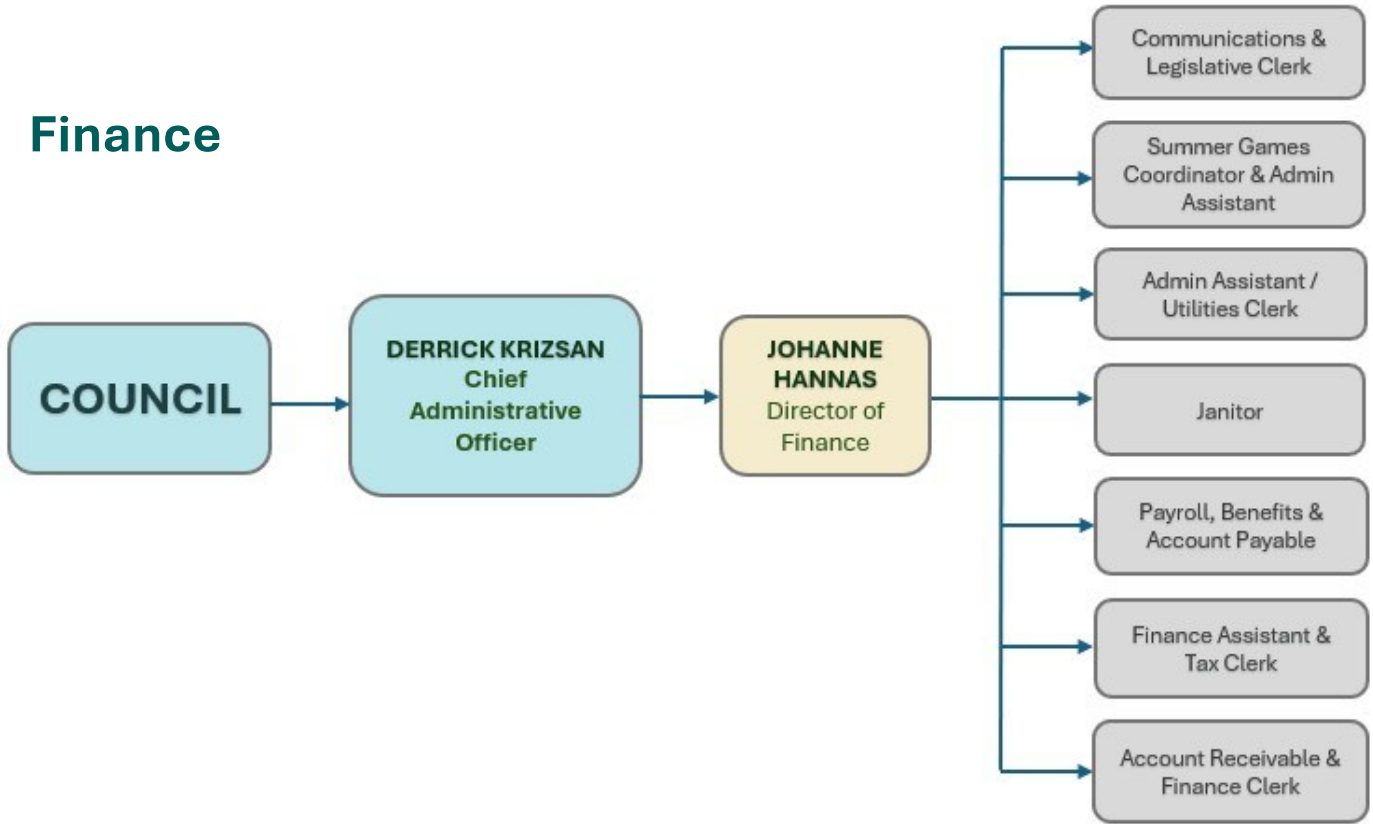 Finance
COUNCIL
DERRICK KRIZSAN
Chief
Administrative
Officer
JOHANNE
HANNAS
Director of
Finance
Communications &
Legislative Clerk
Summer Games
Coordinator & Admin
Assistant
Admin Assistant /
Utilities Clerk
Janitor
Payroll, Benefits &
Account Payable
Finance Assistant &
Tax Clerk
Account Receivable &
Finance Clerk